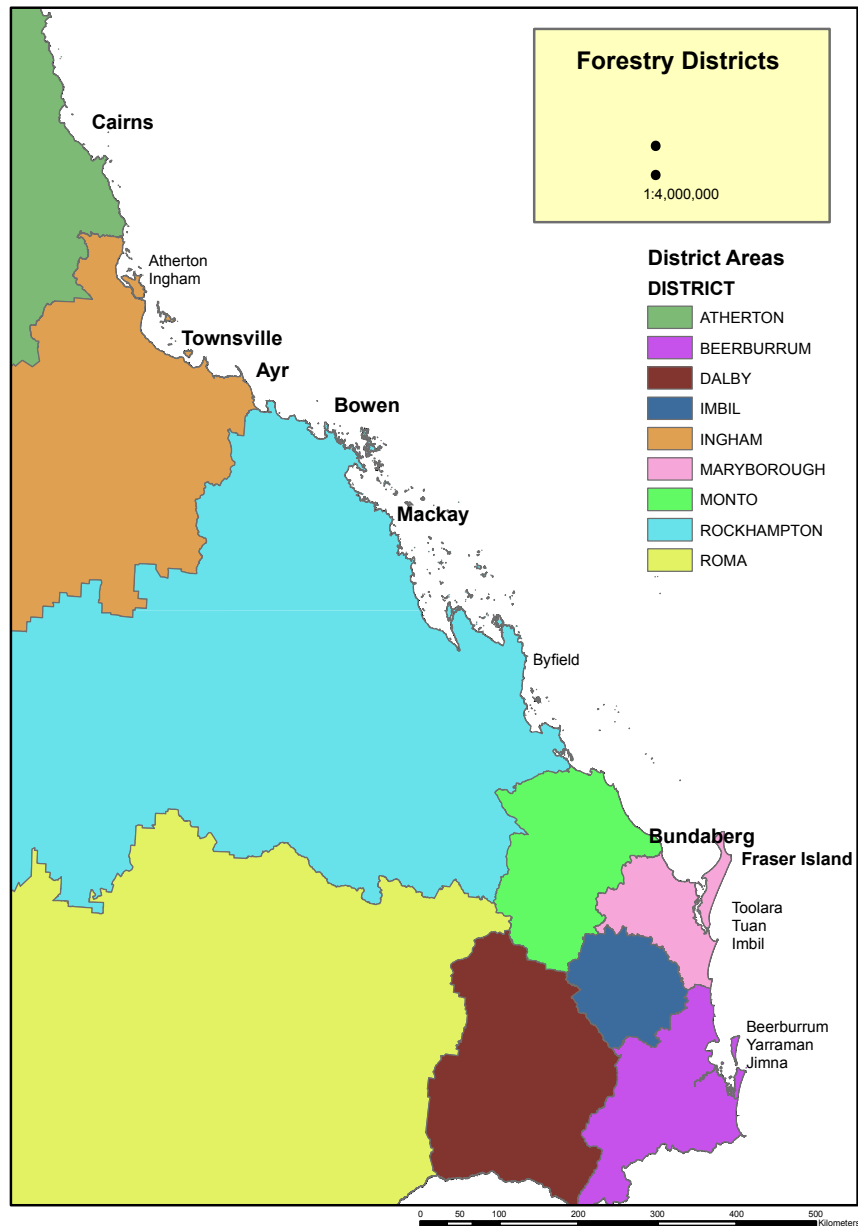 Forestry Districts
1:4,000,000
Cairns
Atherton
Ingham
Townsville
Ayr
Bowen
Mackay
Byfield
Bundaberg
Fraser Island
Toolara
Tuan
Imbil
Beerburrum
Yarraman
Jimna
District Areas
DISTRICT
ATHERTON
BEERBURRUM
DALBY
IMBIL
INGHAM
MARYBOROUGH
MONTO
ROCKHAMPTON
ROMA
0 50 100 200 300 400 500
Kilometers